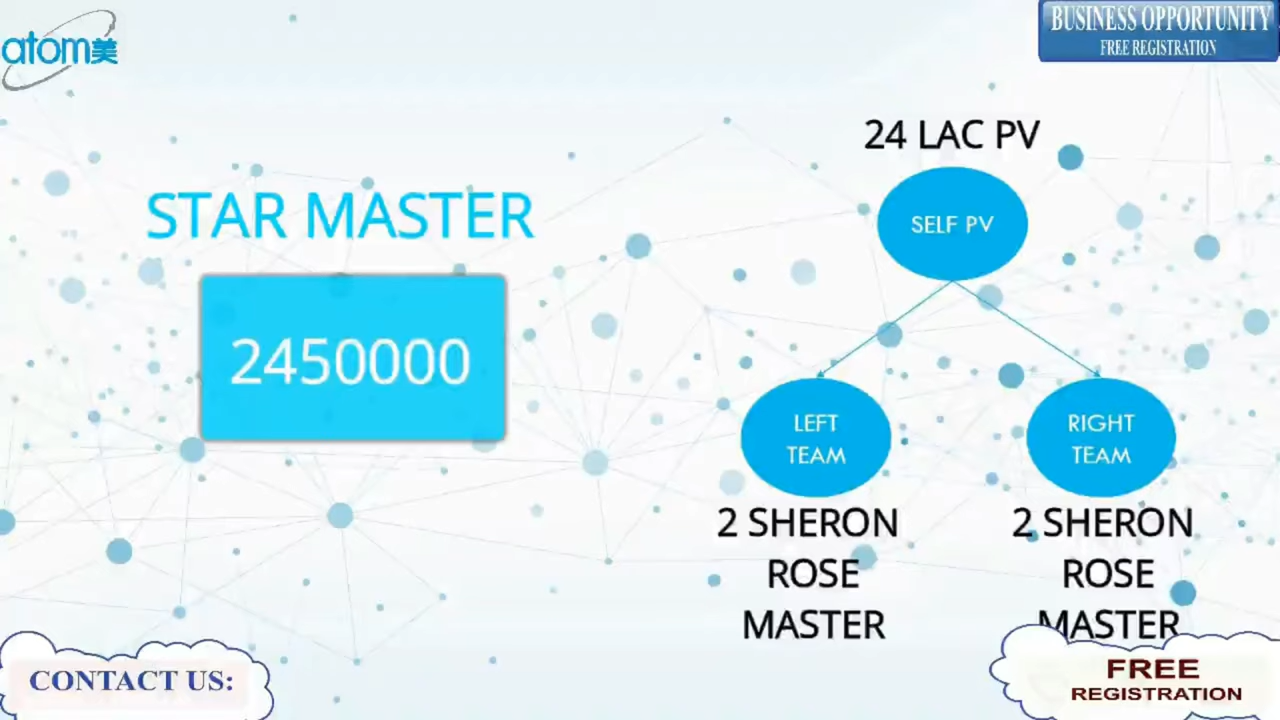 atom美
BUSINESS OPPORTUNITY
FREE REGISTRATION
24 LAC PV
STAR MASTER
SELF PV
2450000
LEFT
TEAM
RIGHT
TEAM
2 SHERON
ROSE
MASTER
2 SHERON
ROSE
MASTER
CONTACT US:
FREE
REGISTRATION